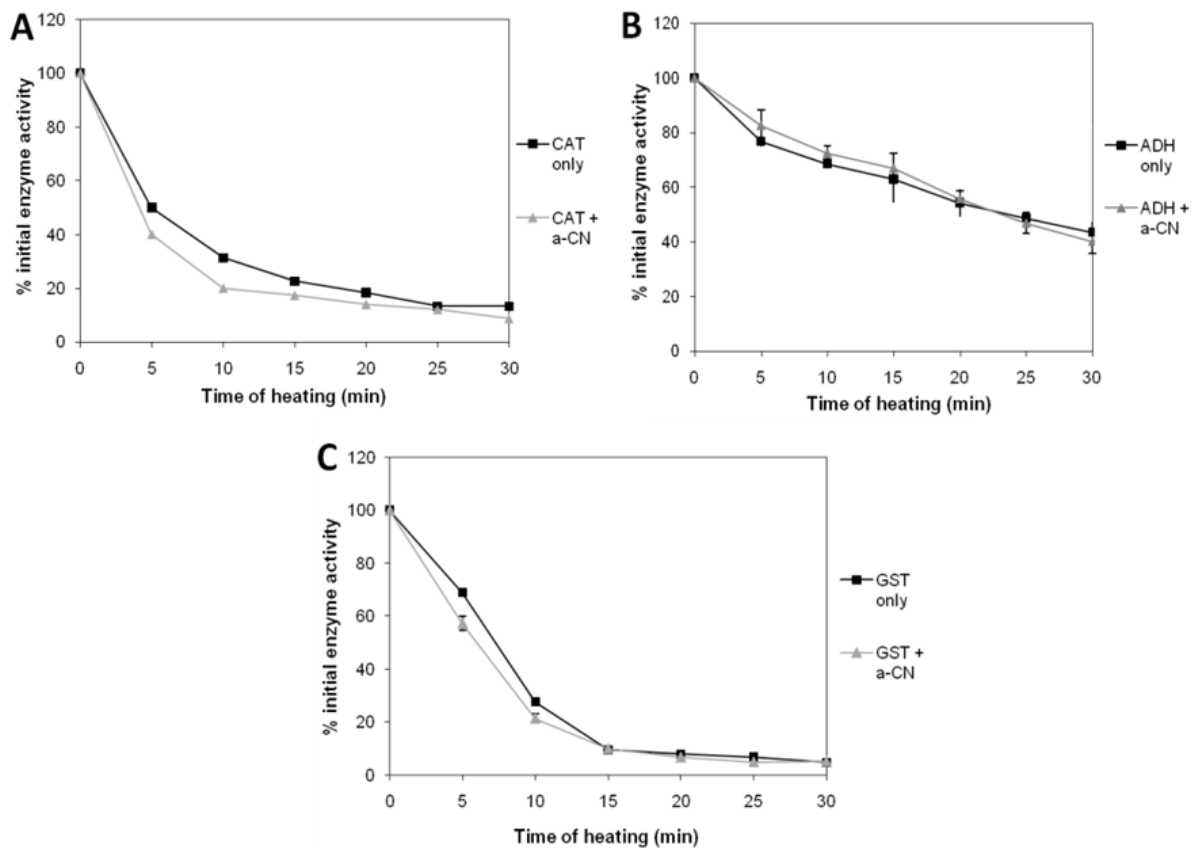 A
% initial enzyme activity
120
100
80
60
40
20
0
0 5 10 15 20 25 30
Time of heating (min)
CAT
only
CAT +
a-CN
B
% initial enzyme activity
120
100
80
60
40
20
0
0 5 10 15 20 25 30
Time of heating (min)
ADH
only
ADH +
a-CN
C
% initial enzyme activity
120
100
80
60
40
20
0
0 5 10 15 20 25 30
Time of heating (min)
GST
only
GST +
a-CN